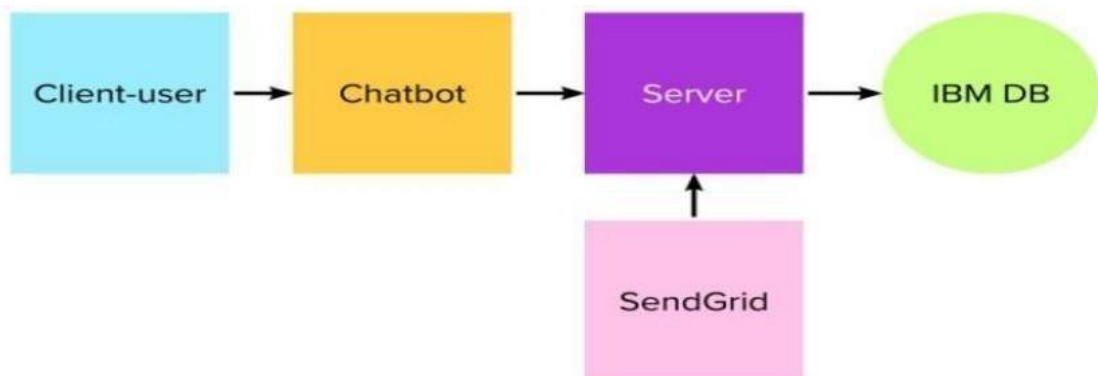 Client-user
Chatbot
Server
IBM DB
SendGrid